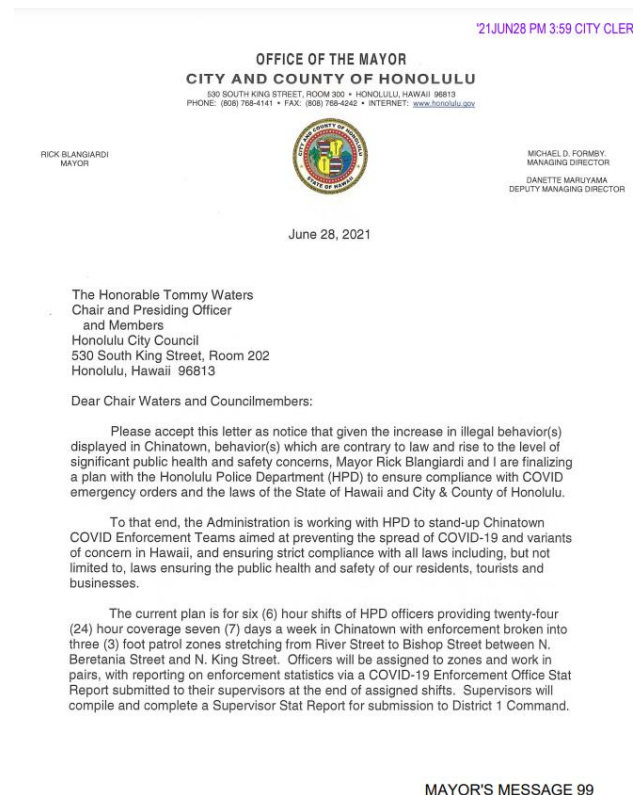 '21JUN28 PM 3:59 CITY CLER
OFFICE OF THE MAYOR
CITY AND COUNTY OF HONOLULU
530 SOUTH KING STREET, ROOM 300 • HONOLULU, HAWAII 96813
PHONE: (808) 768-4141 • FAX: (808) 768-4242 • INTERNET: www.honolulu.gov
RICK BLANGIARDI
MAYOR
CITY AND COUNTY OF HONOLULU
STATE OF HAWAII
MICHAEL D. FORMBY.
MANAGING DIRECTOR
DANETTE MARUYAMA
DEPUTY MANAGING DIRECTOR
June 28, 2021
The Honorable Tommy Waters
Chair and Presiding Officer
and Members
Honolulu City Council
530 South King Street, Room 202
Honolulu, Hawaii 96813
Dear Chair Waters and Councilmembers:
Please accept this letter as notice that given the increase in illegal behavior(s)
displayed in Chinatown, behavior(s) which are contrary to law and rise to the level of
significant public health and safety concerns, Mayor Rick Blangiardi and I are finalizing
a plan with the Honolulu Police Department (HPD) to ensure compliance with COVID
emergency orders and the laws of the State of Hawaii and City & County of Honolulu.
To that end, the Administration is working with HPD to stand-up Chinatown
COVID Enforcement Teams aimed at preventing the spread of COVID-19 and variants
of concern in Hawaii, and ensuring strict compliance with all laws including, but not
limited to, laws ensuring the public health and safety of our residents, tourists and
businesses.
The current plan is for six (6) hour shifts of HPD officers providing twenty-four
(24) hour coverage seven (7) days a week in Chinatown with enforcement broken into
three (3) foot patrol zones stretching from River Street to Bishop Street between N.
Beretania Street and N. King Street. Officers will be assigned to zones and work in
pairs, with reporting on enforcement statistics via a COVID-19 Enforcement Office Stat
Report submitted to their supervisors at the end of assigned shifts. Supervisors will
compile and complete a Supervisor Stat Report for submission to District 1 Command.
MAYOR'S MESSAGE 99